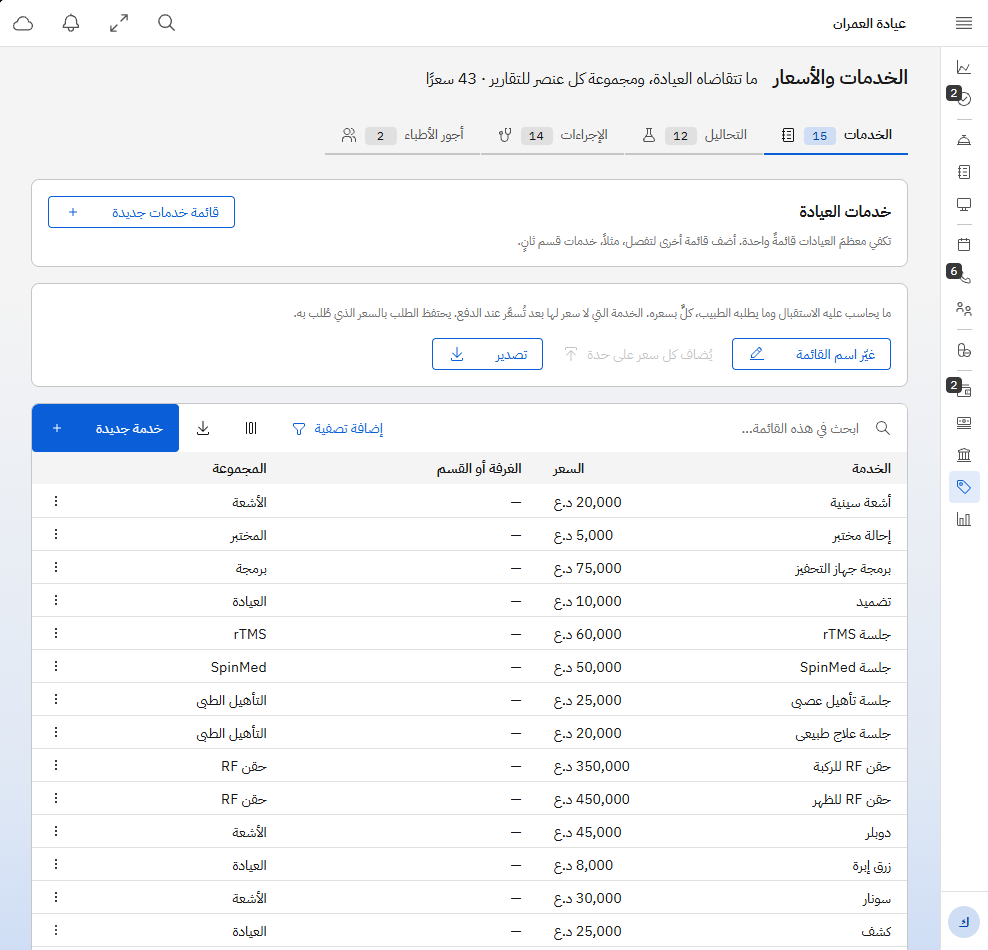 عيادة العمران
الخدمات والأسعار ما تتقاضاه العيادة، ومجموعة كل عنصر للتقارير · 43 سعرًا
الخدمات 15 التحاليل 12 الإجراءات 14 أجور الأطباء 2
خدمات العيادة
قائمة خدمات جديدة +
تكفي معظمَ العيادات قائمةٌ واحدة. أضف قائمة أخرى لتفصل، مثلاً، خدمات قسم ثانٍ.
ما يحاسب عليه الاستقبال وما يطلبه الطبيب، كلٌّ بسعره. الخدمة التي لا سعر لها بعد تُسعَّر عند الدفع. يحتفظ الطلب بالسعر الذي طُلب به.
غيّر اسم القائمة يُضاف كل سعر على حدة تصدير
ابحث في هذه القائمة... إضافة تصفية خدمة جديدة +
الخدمة السعر الغرفة أو القسم المجموعة
أشعة سينية 20,000 د.ع — الأشعة
إحالة مختبر 5,000 د.ع — المختبر
برمجة جهاز التحفيز 75,000 د.ع — برمجة
تضميد 10,000 د.ع — العيادة
جلسة rTMS 60,000 د.ع — rTMS
جلسة SpinMed 50,000 د.ع — SpinMed
جلسة تأهيل عصبي 25,000 د.ع — التأهيل الطبي
جلسة علاج طبيعي 20,000 د.ع — التأهيل الطبي
حقن RF للركبة 350,000 د.ع — حقن RF
حقن RF للظهر 450,000 د.ع — حقن RF
دوبلر 45,000 د.ع — الأشعة
زرق إبرة 8,000 د.ع — العيادة
سونار 30,000 د.ع — الأشعة
كشف 25,000 د.ع — العيادة
2
6
2
ك